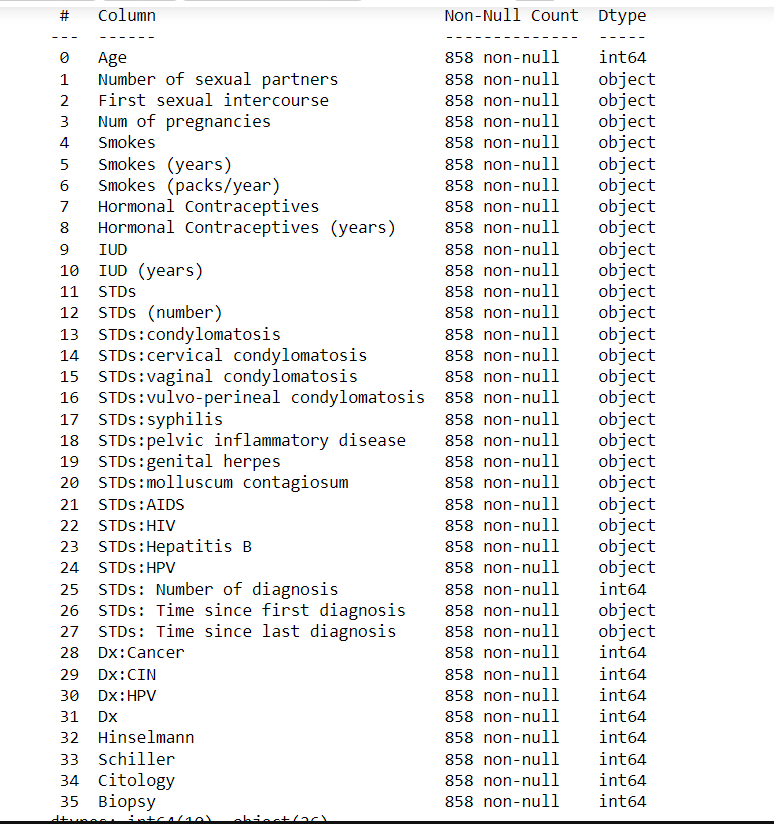 #   Column                              Non-Null Count  Dtype
---  ------                              --------------  -----
0   Age                                 858 non-null    int64
1   Number of sexual partners           858 non-null    object
2   First sexual intercourse            858 non-null    object
3   Num of pregnancies                  858 non-null    object
4   Smokes                              858 non-null    object
5   Smokes (years)                      858 non-null    object
6   Smokes (packs/year)                 858 non-null    object
7   Hormonal Contraceptives             858 non-null    object
8   Hormonal Contraceptives (years)     858 non-null    object
9   IUD                                 858 non-null    object
10  IUD (years)                         858 non-null    object
11  STDs                                858 non-null    object
12  STDs (number)                       858 non-null    object
13  STDs:condylomatosis                 858 non-null    object
14  STDs:cervical condylomatosis        858 non-null    object
15  STDs:vaginal condylomatosis         858 non-null    object
16  STDs:vulvo-perineal condylomatosis  858 non-null    object
17  STDs:syphilis                       858 non-null    object
18  STDs:pelvic inflammatory disease    858 non-null    object
19  STDs:genital herpes                 858 non-null    object
20  STDs:molluscum contagiosum          858 non-null    object
21  STDs:AIDS                           858 non-null    object
22  STDs:HIV                            858 non-null    object
23  STDs:Hepatitis B                    858 non-null    object
24  STDs:HPV                            858 non-null    object
25  STDs: Number of diagnosis           858 non-null    int64
26  STDs: Time since first diagnosis    858 non-null    object
27  STDs: Time since last diagnosis     858 non-null    object
28  Dx:Cancer                           858 non-null    int64
29  Dx:CIN                              858 non-null    int64
30  Dx:HPV                              858 non-null    int64
31  Dx                                  858 non-null    int64
32  Hinselmann                          858 non-null    int64
33  Schiller                            858 non-null    int64
34  Citology                            858 non-null    int64
35  Biopsy                              858 non-null    int64
dtypes: int64(10), object(26)